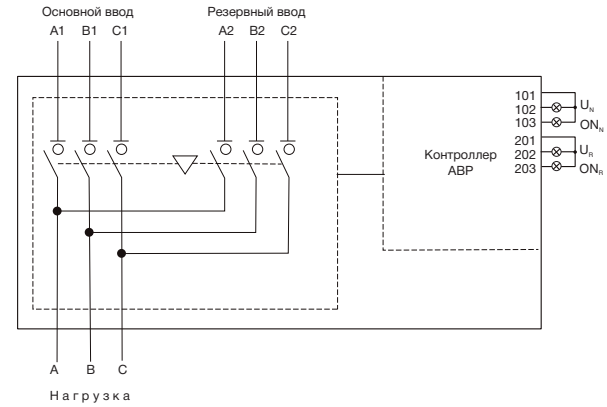 Основной ввод Резервный ввод
A1 B1 C1 A2 B2 C2
101
102 U_N
103 ON_N
201
202 U_R
203 ON_R
Контроллер
АВР
A B C
Нагрузка